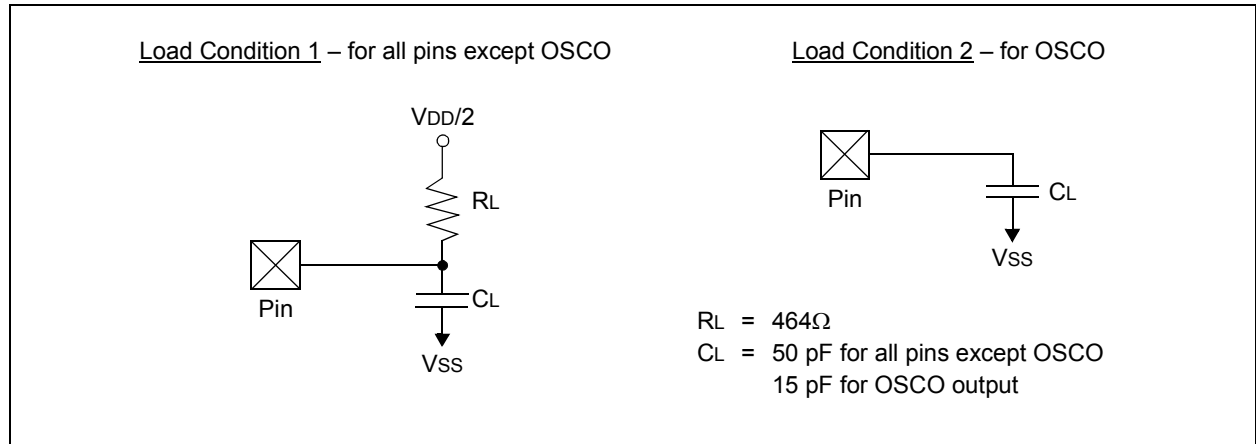 Load Condition 1 – for all pins except OSCO
VDD/2
RL
Pin
CL
VSS
Load Condition 2 – for OSCO
Pin
CL
VSS
RL = 464Ω
CL = 50 pF for all pins except OSCO
15 pF for OSCO output